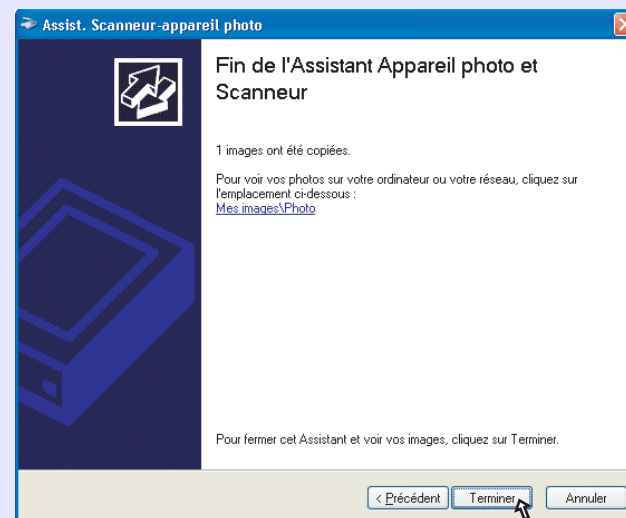 Assist. Scanneur-appareil photo
Fin de l'Assistant Appareil photo et
Scanneur
1 images ont été copiées.
Pour voir vos photos sur votre ordinateur ou votre réseau, cliquez sur
l'emplacement ci-dessous :
Mes images\Photo
Pour fermer cet Assistant et voir vos images, cliquez sur Terminer.
< Précédent
Terminer
Annuler